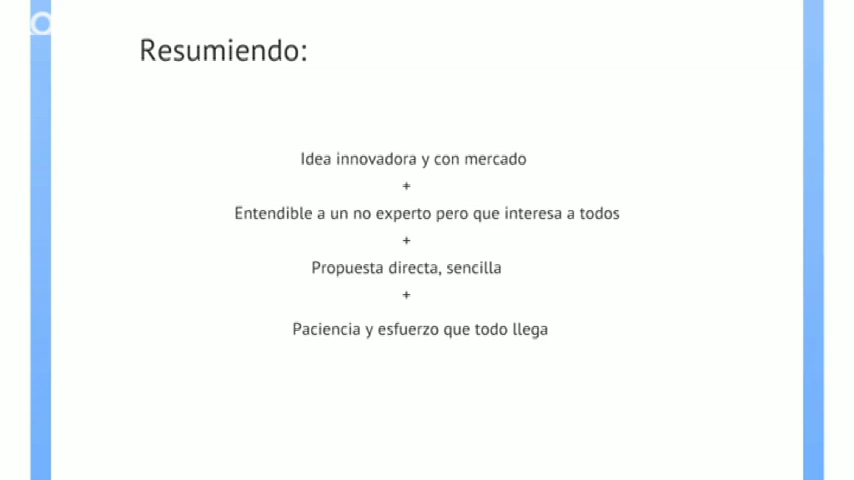 Resumiendo:
Idea innovadora y con mercado
+
Entendible a un no experto pero que interesa a todos
+
Propuesta directa, sencilla
+
Paciencia y esfuerzo que todo llega